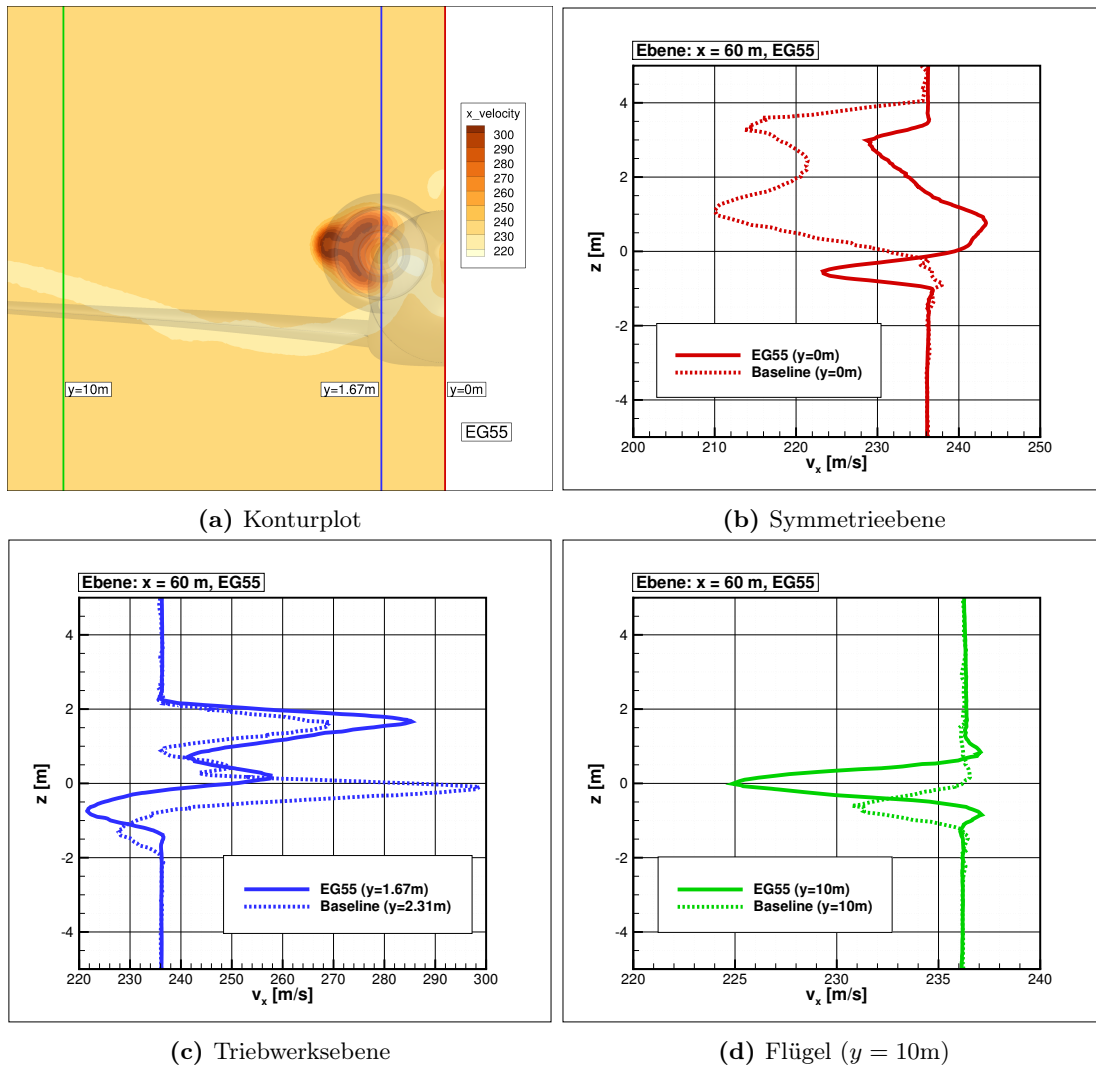 x_velocity
300
290
280
270
260
250
240
230
220
y=10m
y=1.67m
y=0m
EG55
(a) Konturplot
Ebene: x = 60 m, EG55
z [m]
4
2
0
-2
-4
EG55 (y=0m)
Baseline (y=0m)
200 210 220 230 240 250
v_x [m/s]
(b) Symmetrieebene
Ebene: x = 60 m, EG55
z [m]
4
2
0
-2
-4
EG55 (y=1.67m)
Baseline (y=2.31m)
220 230 240 250 260 270 280 290 300
v_x [m/s]
(c) Triebwerksebene
Ebene: x = 60 m, EG55
z [m]
4
2
0
-2
-4
EG55 (y=10m)
Baseline (y=10m)
220 225 230 235 240
v_x [m/s]
(d) Flügel (y = 10m)